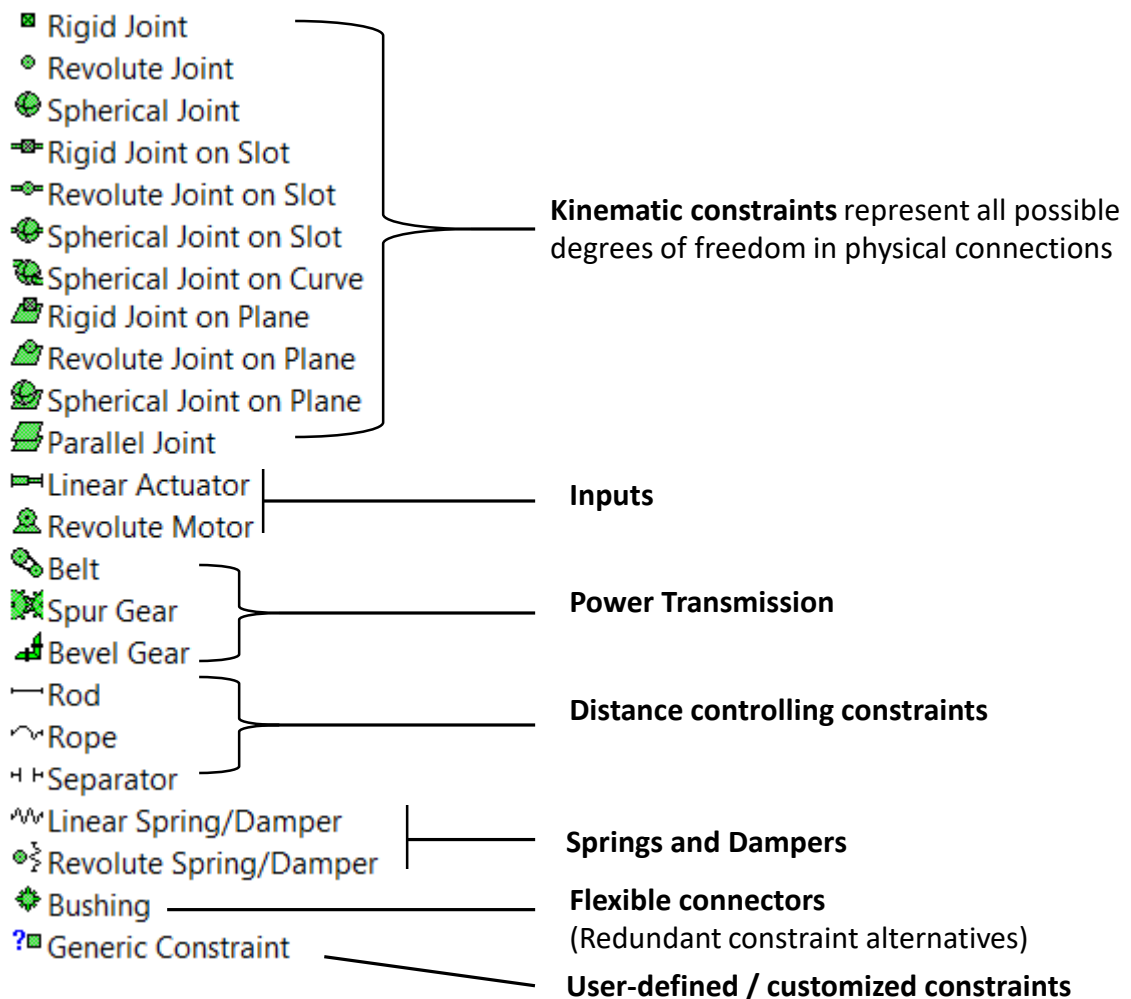 Rigid Joint
Revolute Joint
Spherical Joint
Rigid Joint on Slot
Revolute Joint on Slot
Spherical Joint on Slot
Spherical Joint on Curve
Rigid Joint on Plane
Revolute Joint on Plane
Spherical Joint on Plane
Parallel Joint
Kinematic constraints represent all possible
degrees of freedom in physical connections
Linear Actuator
Revolute Motor
Inputs
Belt
Spur Gear
Bevel Gear
Power Transmission
Rod
Rope
Separator
Distance controlling constraints
Linear Spring/Damper
Revolute Spring/Damper
Springs and Dampers
Bushing
Flexible connectors
(Redundant constraint alternatives)
?Generic Constraint
User-defined / customized constraints